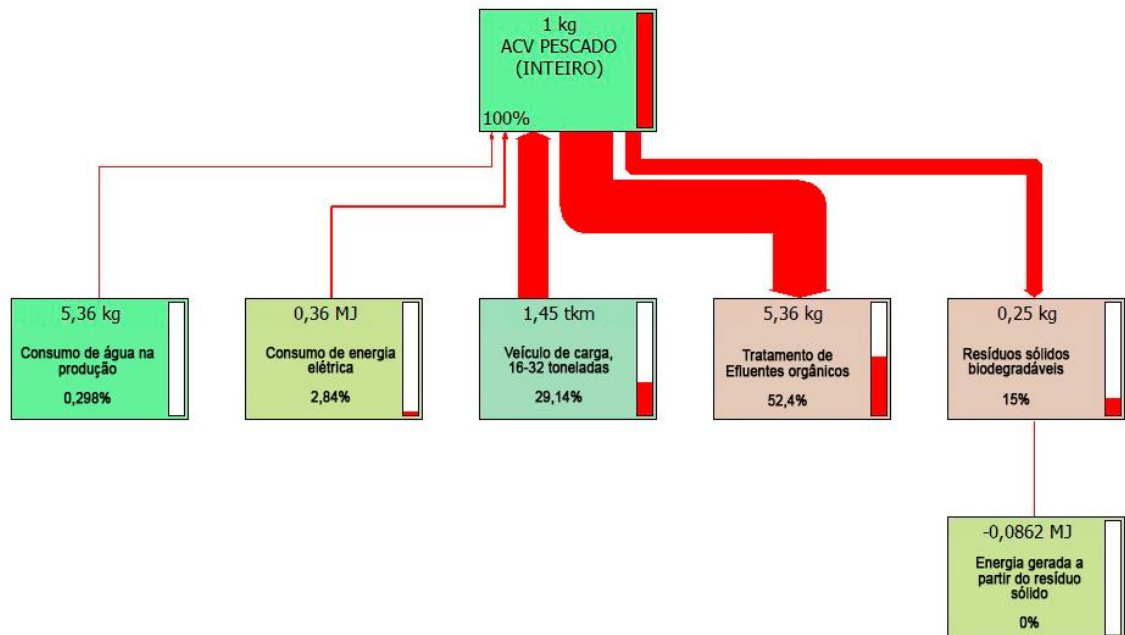 1 kg
ACV PESCADO
(INTEIRO)
100%
5,36 kg
Consumo de água na
produção
0,298%
0,36 MJ
Consumo de energia
elétrica
2,84%
1,45 tkm
Veículo de carga,
16-32 toneladas
29,14%
5,36 kg
Tratamento de
Efluentes orgânicos
52,4%
0,25 kg
Resíduos sólidos
biodegradáveis
15%
-0,0862 MJ
Energia gerada a
partir do resíduo
sólido
0%